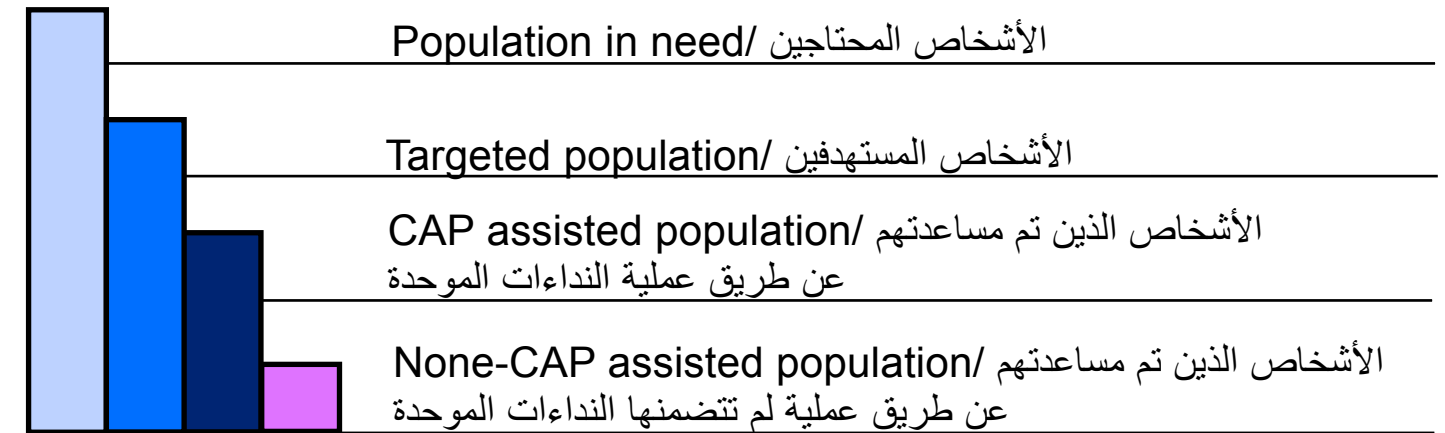 Population in need/ الأشخاص المحتاجين
Targeted population/ الأشخاص المستهدفين
CAP assisted population/ الأشخاص الذين تم مساعدتهم
عن طريق عملية النداءات الموحدة
None-CAP assisted population/ الأشخاص الذين تم مساعدتهم
عن طريق عملية لم تتضمنها النداءات الموحدة